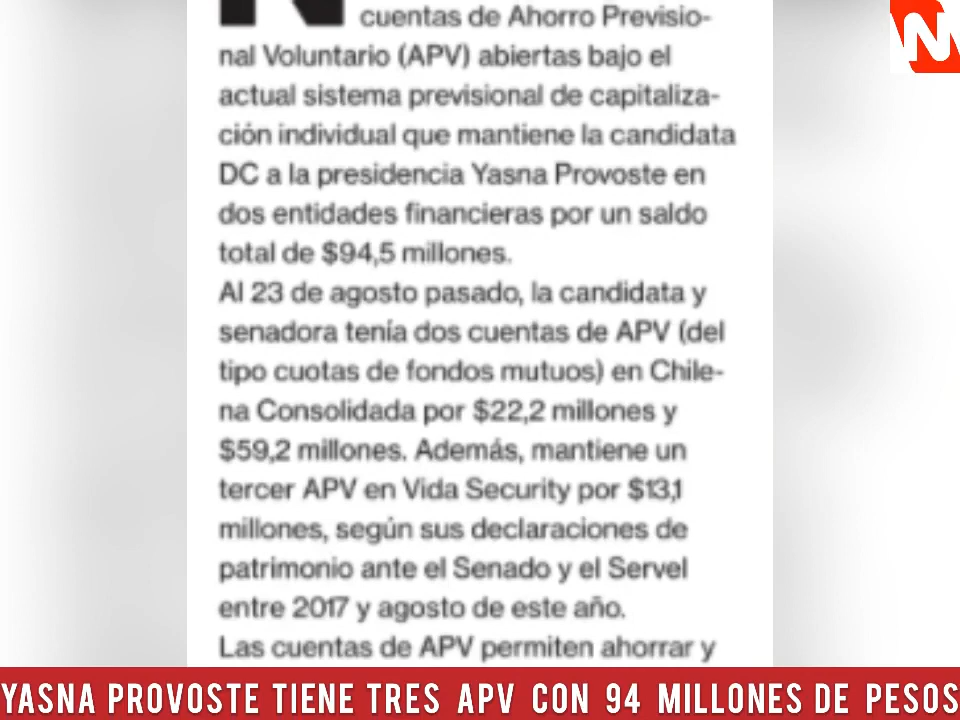 cuentas de Ahorro Previsio-
nal Voluntario (APV) abiertas bajo el
actual sistema previsional de capitaliza-
ción individual que mantiene la candidata
DC a la presidencia Yasna Provoste en
dos entidades financieras por un saldo
total de $94,5 millones.
Al 23 de agosto pasado, la candidata y
senadora tenía dos cuentas de APV (del
tipo cuotas de fondos mutuos) en Chile-
na Consolidada por $22,2 millones y
$59,2 millones. Además, mantiene un
tercer APV en Vida Security por $13,1
millones, según sus declaraciones de
patrimonio ante el Senado y el Servel
entre 2017 y agosto de este año.
Las cuentas de APV permiten ahorrar y
YASNA PROVOSTE TIENE TRES APV CON 94 MILLONES DE PESOS